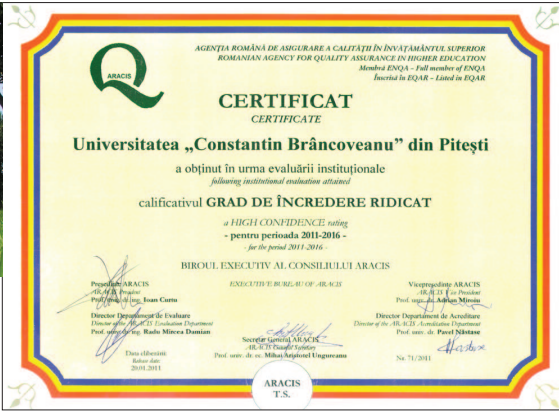 AGENȚIA ROMÂNĂ DE ASIGURARE A CALITĂȚII ÎN ÎNVĂȚĂMÂNTUL SUPERIOR
ROMANIAN AGENCY FOR QUALITY ASSURANCE IN HIGHER EDUCATION
Membră ENQA – Full member of ENQA
Înscrisă în EQAR – Listed in EQAR
ARACIS
CERTIFICAT
CERTIFICATE
Universitatea „Constantin Brâncoveanu” din Pitești
a obținut în urma evaluării instituționale
following institutional evaluation attained
calificativul GRAD DE ÎNCREDERE RIDICAT
a HIGH CONFIDENCE rating
- pentru perioada 2011-2016 -
- for the period 2011-2016 -
BIROUL EXECUTIV AL CONSILIULUI ARACIS
EXECUTIVE BUREAU OF ARACIS
Președinte ARACIS
ARACIS President
Prof. univ. dr. ing. Ioan Curtu
Vicepreședinte ARACIS
ARACIS Vice President
Prof. univ. dr. Adrian Miroiu
Director Departament de Evaluare
Director of the ARACIS Evaluation Department
Prof. univ. dr. ing. Radu Mircea Damian
Director Departament de Acreditare
Director of the ARACIS Accreditation Department
Prof. univ. dr. Pavel Năstase
Secretar General ARACIS
ARACIS General Secretary
Prof. univ. dr. ec. Mihai Aristotel Ungureanu
Data eliberării
Release date
20.01.2011
Nr. 71/2011
ARACIS
T.S.